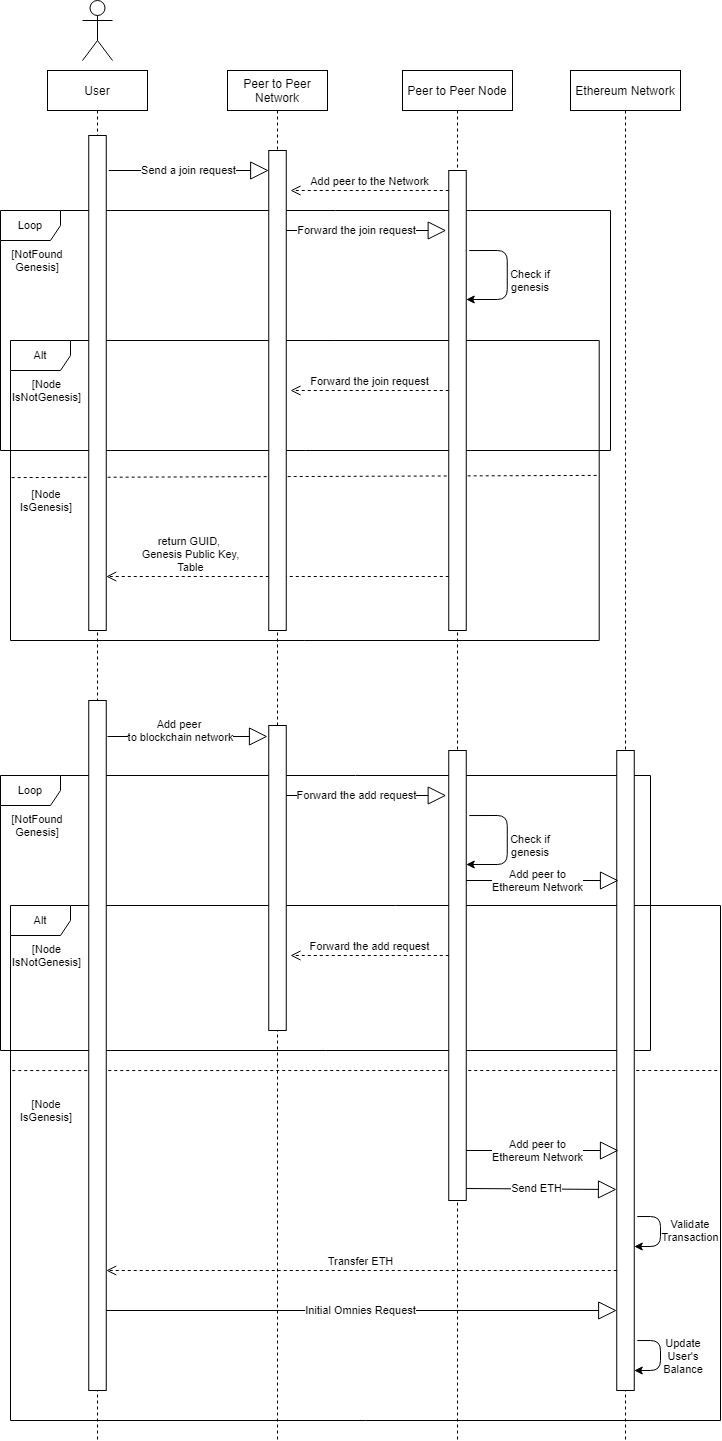 User
Peer to Peer
Network
Peer to Peer Node
Ethereum Network
Send a join request
Add peer to the Network
Loop
[NotFound
Genesis]
Forward the join request
Check if
genesis
Alt
[Node
IsNotGenesis]
Forward the join request
[Node
IsGenesis]
return GUID,
Genesis Public Key,
Table
Add peer
to blockchain network
Loop
[NotFound
Genesis]
Forward the add request
Check if
genesis
Add peer to
Ethereum Network
Alt
[Node
IsNotGenesis]
Forward the add request
[Node
IsGenesis]
Add peer to
Ethereum Network
Send ETH
Validate
Transaction
Transfer ETH
Initial Omnies Request
Update
User's
Balance